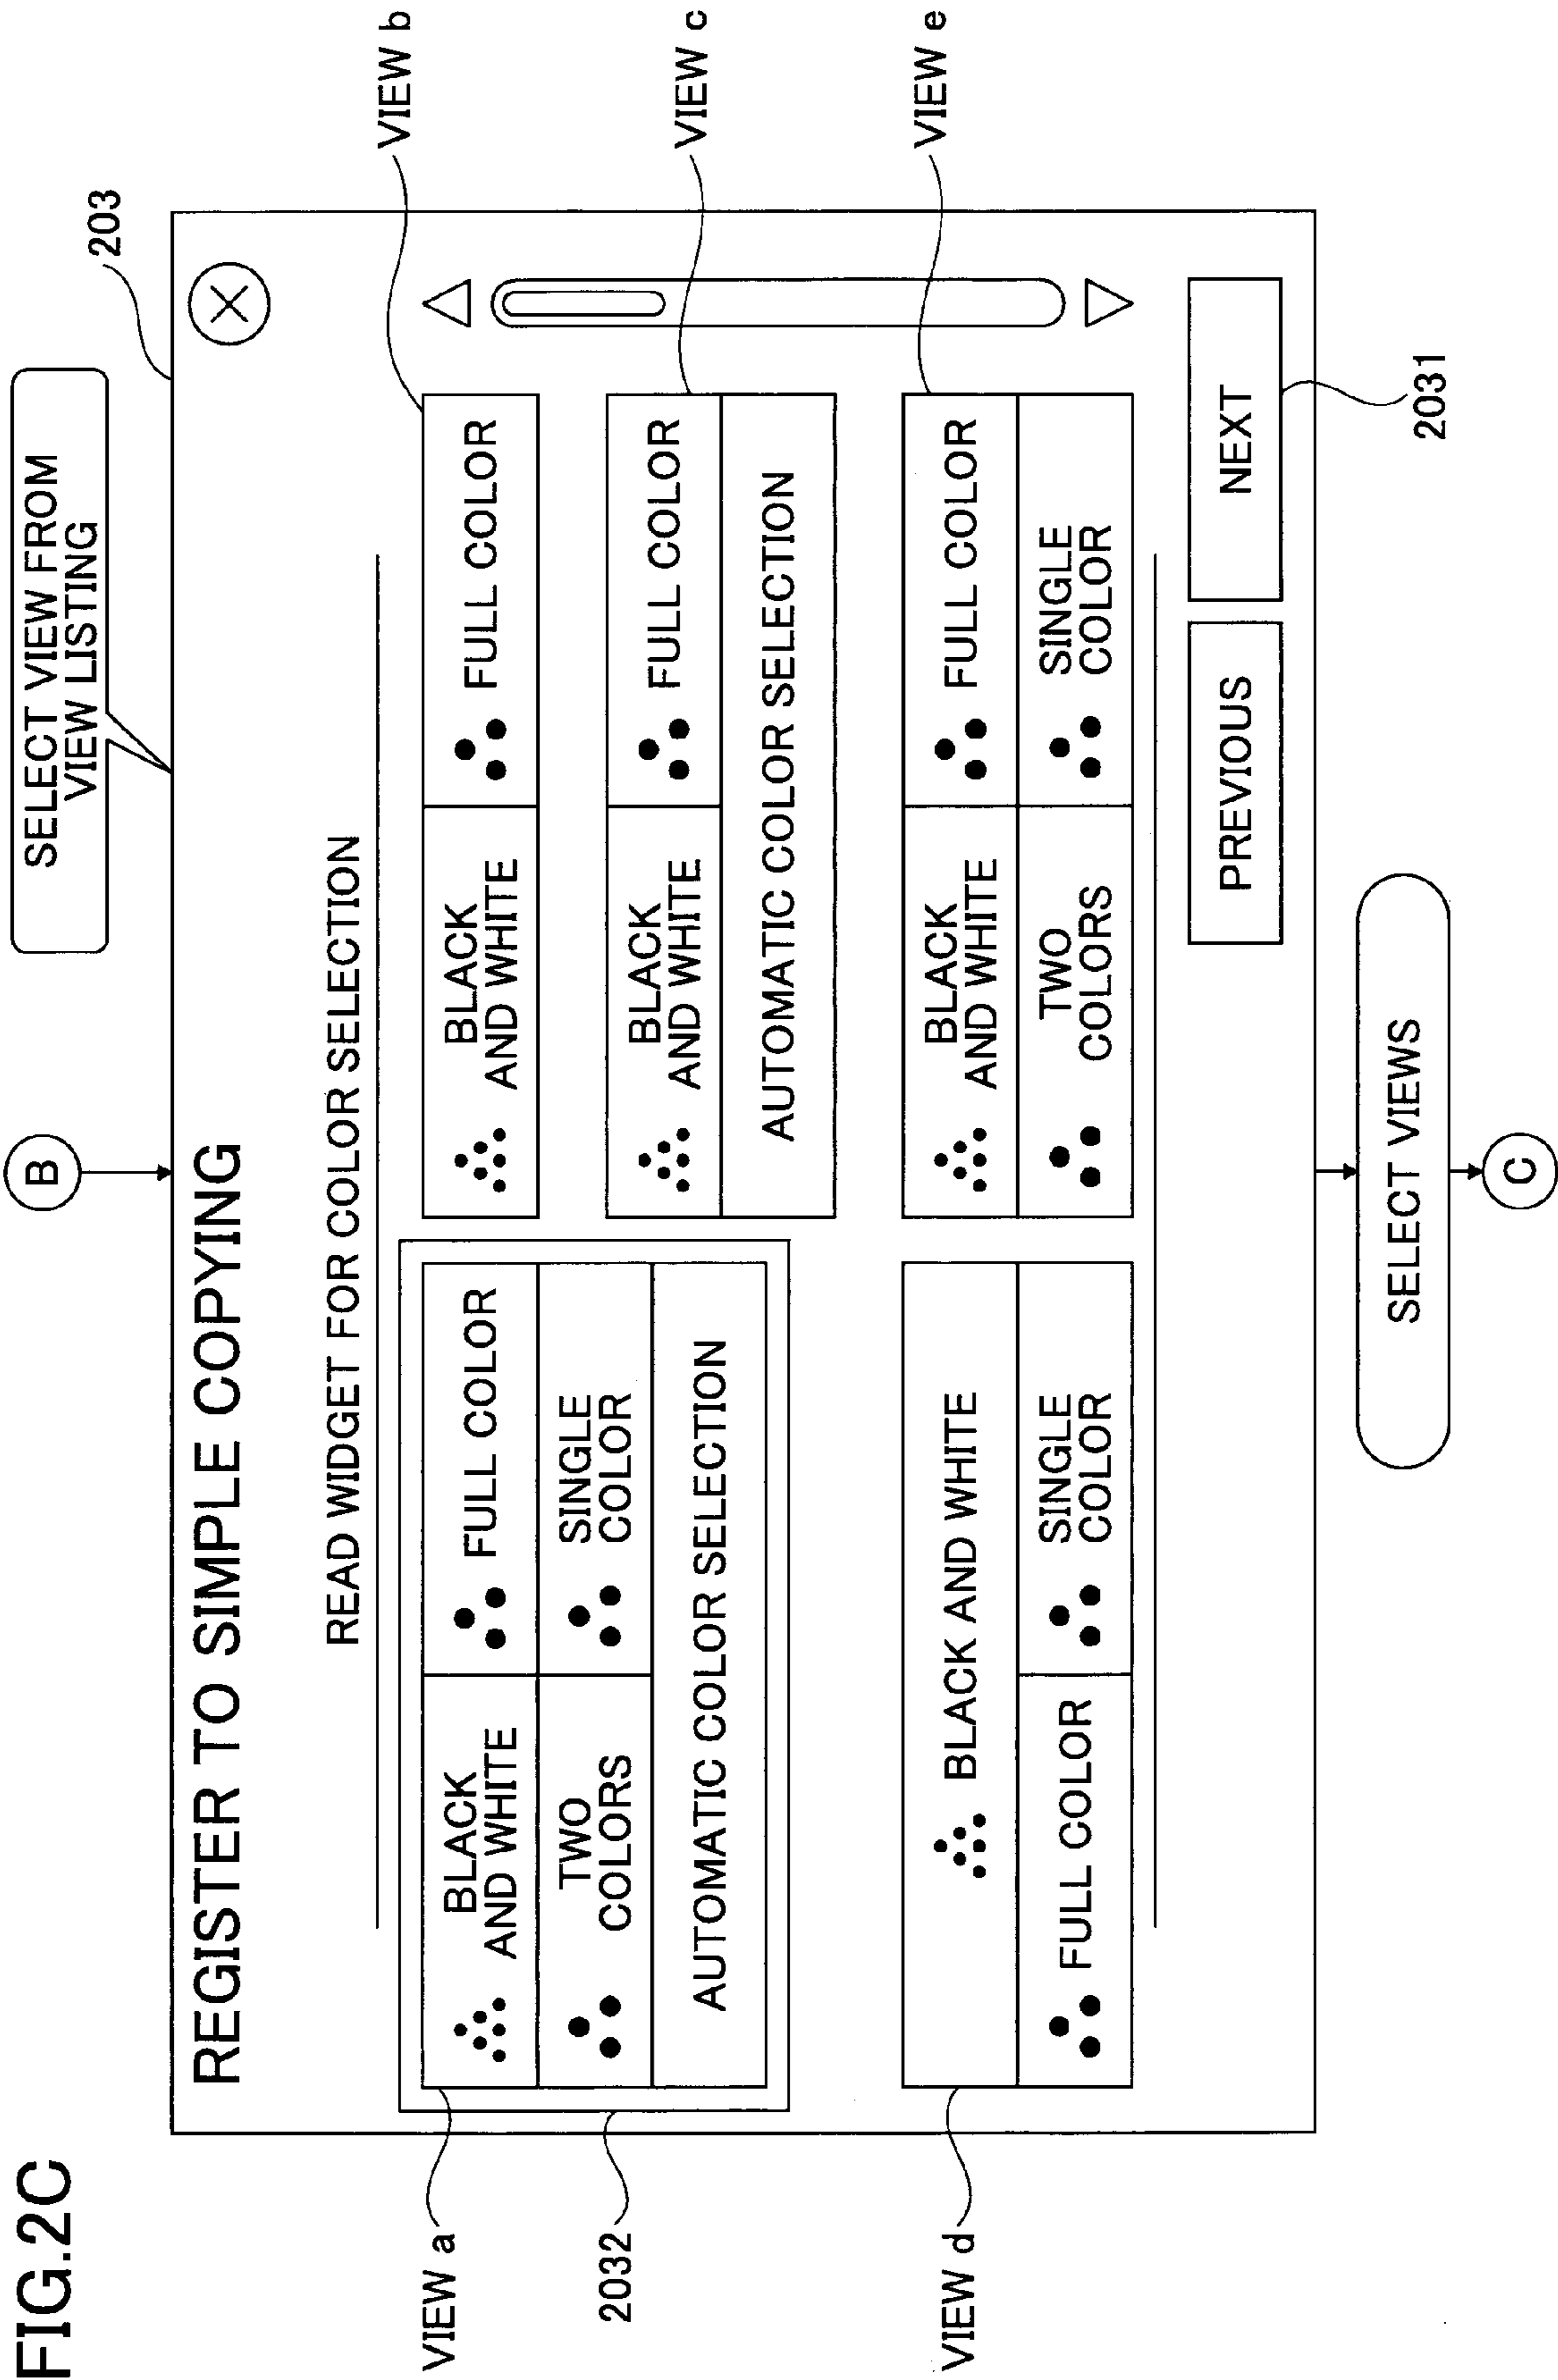 FIG.2C
B
SELECT VIEW FROM
VIEW LISTING
203
REGISTER TO SIMPLE COPYING
READ WIDGET FOR COLOR SELECTION
VIEW a
BLACK
AND WHITE
FULL COLOR
TWO
COLORS
SINGLE
COLOR
AUTOMATIC COLOR SELECTION
2032
VIEW b
BLACK
AND WHITE
FULL COLOR
VIEW c
BLACK
AND WHITE
FULL COLOR
AUTOMATIC COLOR SELECTION
VIEW d
BLACK AND WHITE
FULL COLOR
SINGLE
COLOR
VIEW e
BLACK
AND WHITE
FULL COLOR
TWO
COLORS
SINGLE
COLOR
PREVIOUS
NEXT
2031
SELECT VIEWS
C